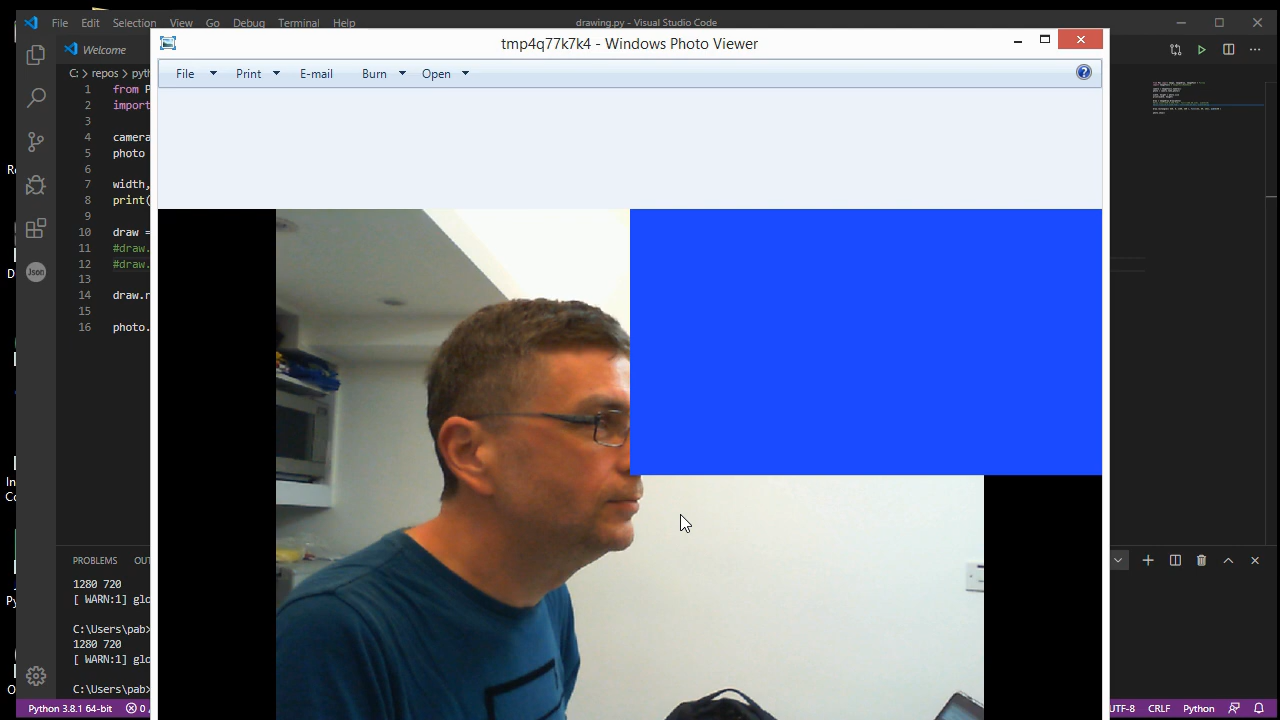 File Edit Selection View Go Debug Terminal Help
drawing.py - Visual Studio Code
Welcome
tmp4q77k7k4 - Windows Photo Viewer
File Print E-mail Burn Open
C: > repos > pyth
1 from P
2 import
3
4 camera
5 photo
6
7 width,
8 print(
9
10 draw =
11 #draw.
12 #draw.
13
14 draw.r
15
16 photo.
Json
PROBLEMS OUT
1280 720
[ WARN:1] glo
C:\Users\pab>
1280 720
[ WARN:1] glo
C:\Users\pab>
Python 3.8.1 64-bit 0
UTF-8 CRLF Python